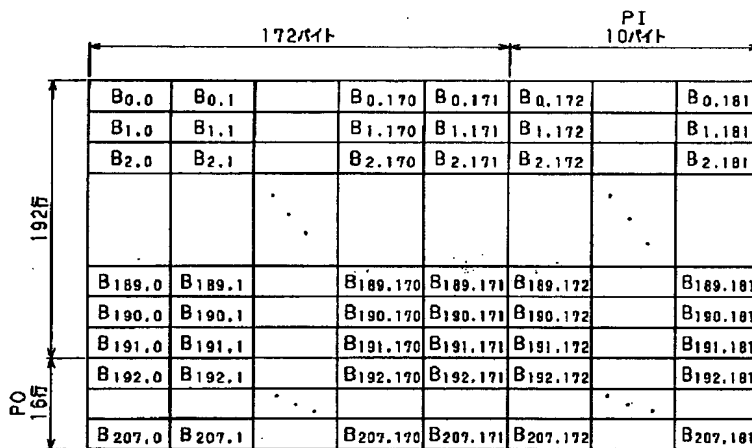 PI
172バイト 10バイト
B0.0 B0.1 B0.170 B0.171 B0.172 B0.181
B1.0 B1.1 B1.170 B1.171 B1.172 B1.181
B2.0 B2.1 B2.170 B2.171 B2.172 B2.181
192行
B189.0 B189.1 B189.170 B189.171 B189.172 B189.181
B190.0 B190.1 B190.170 B190.171 B190.172 B190.181
B191.0 B191.1 B191.170 B191.171 B191.172 B191.181
PO
16行
B192.0 B192.1 B192.170 B192.171 B192.172 B192.181
B207.0 B207.1 B207.170 B207.171 B207.172 B207.181